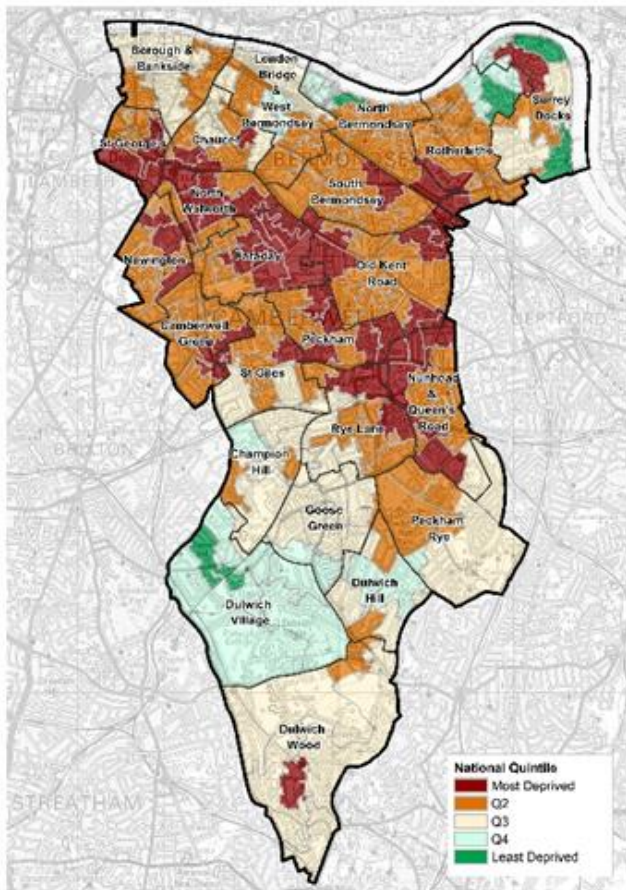 Borough &
Bankside
London
Bridge
&
West
Bermondsey
North
Bermondsey
Surrey
Docks
St George's
Chaucer
Rotherhithe
BERMONDSEY
North
Walworth
South
Bermondsey
Newington
Faraday
Old Kent
Road
Camberwell
Green
CAMBERWELL
DEPTFORD
Peckham
St Giles
Nunhead
&
Queen's
Road
Rye Lane
BRIXTON
Champion
Hill
Goose
Green
Peckham
Rye
Dulwich
Village
Dulwich
Hill
Dulwich
Wood
STREATHAM
National Quintile
Most Deprived
Q2
Q3
Q4
Least Deprived